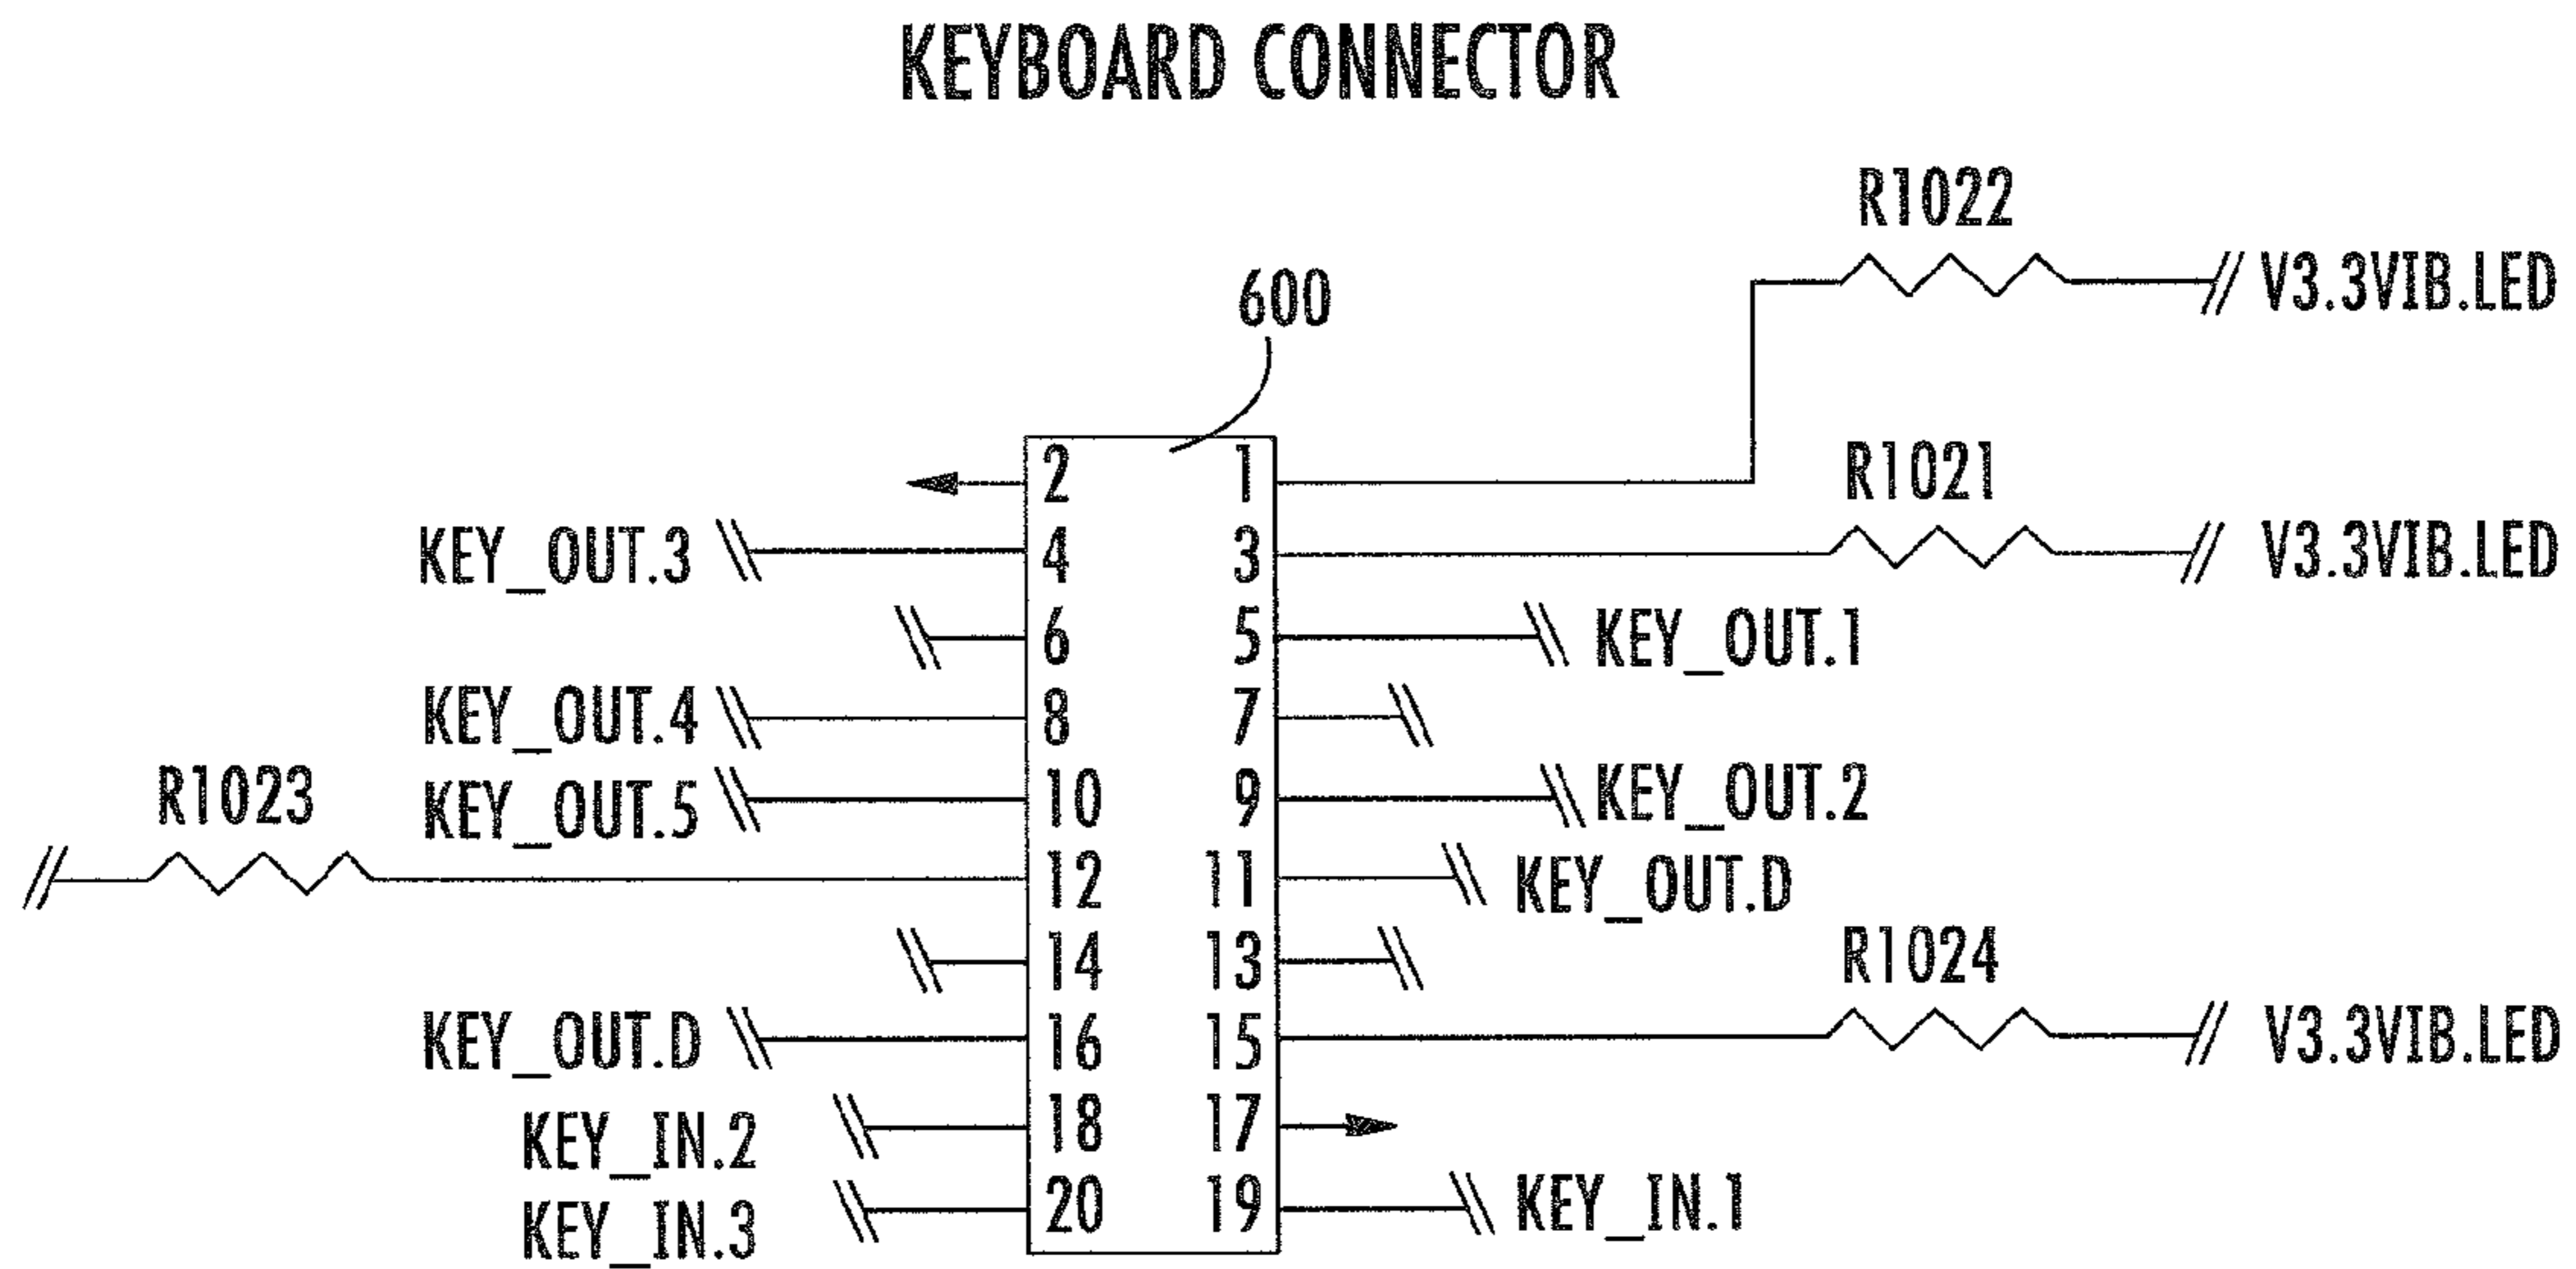 KEYBOARD CONNECTOR
R1022
V3.3VIB.LED
600
2 1
R1021
KEY_OUT.3 4 3 V3.3VIB.LED
6 5 KEY_OUT.1
KEY_OUT.4 8 7
R1023 KEY_OUT.5 10 9 KEY_OUT.2
12 11 KEY_OUT.D
14 13 R1024
KEY_OUT.D 16 15 V3.3VIB.LED
KEY_IN.2 18 17
KEY_IN.3 20 19 KEY_IN.1